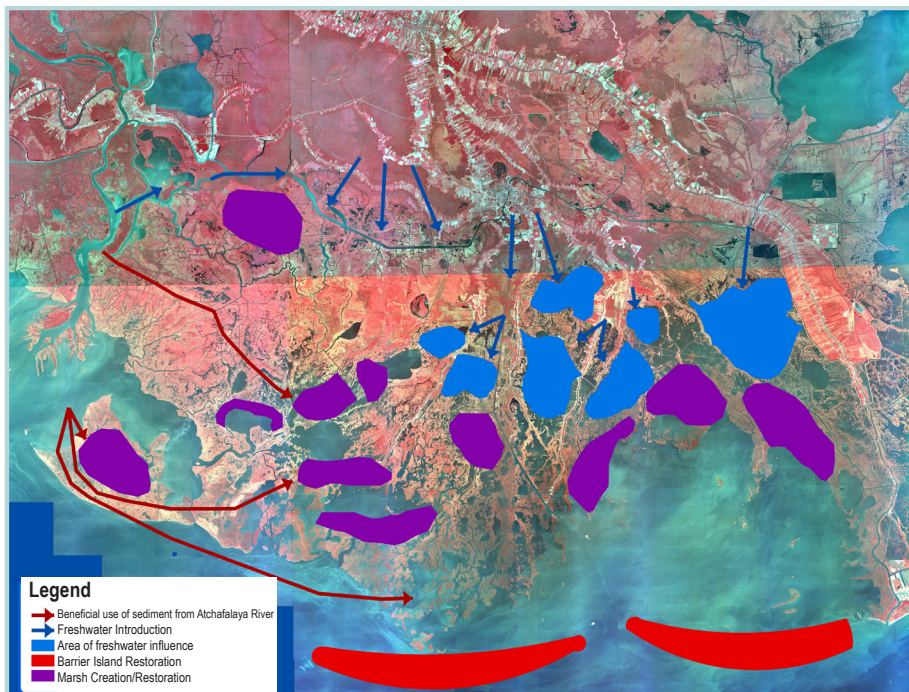 Legend
Beneficial use of sediment from Atchafalaya River
Freshwater Introduction
Area of freshwater influence
Barrier Island Restoration
Marsh Creation/Restoration